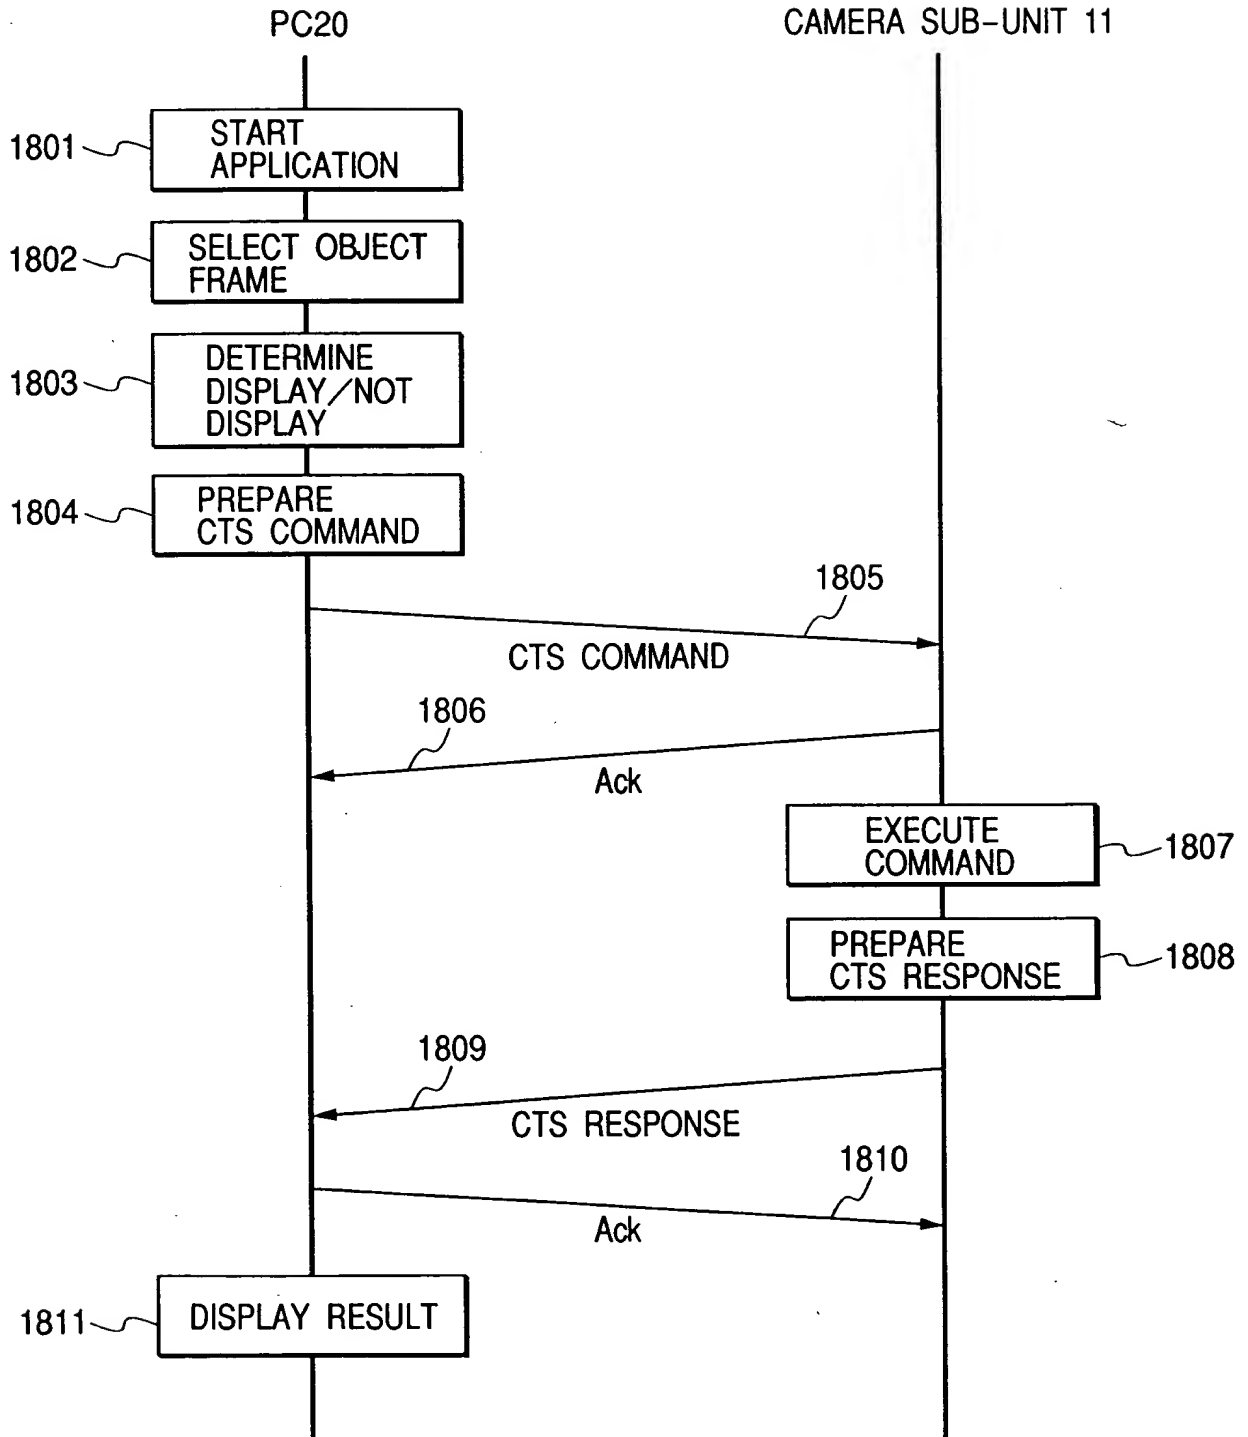 PC20
CAMERA SUB-UNIT 11
1801
START
APPLICATION
1802
SELECT OBJECT
FRAME
1803
DETERMINE
DISPLAY/NOT
DISPLAY
1804
PREPARE
CTS COMMAND
1805
CTS COMMAND
1806
Ack
EXECUTE
COMMAND
1807
PREPARE
CTS RESPONSE
1808
1809
CTS RESPONSE
1810
Ack
1811
DISPLAY RESULT